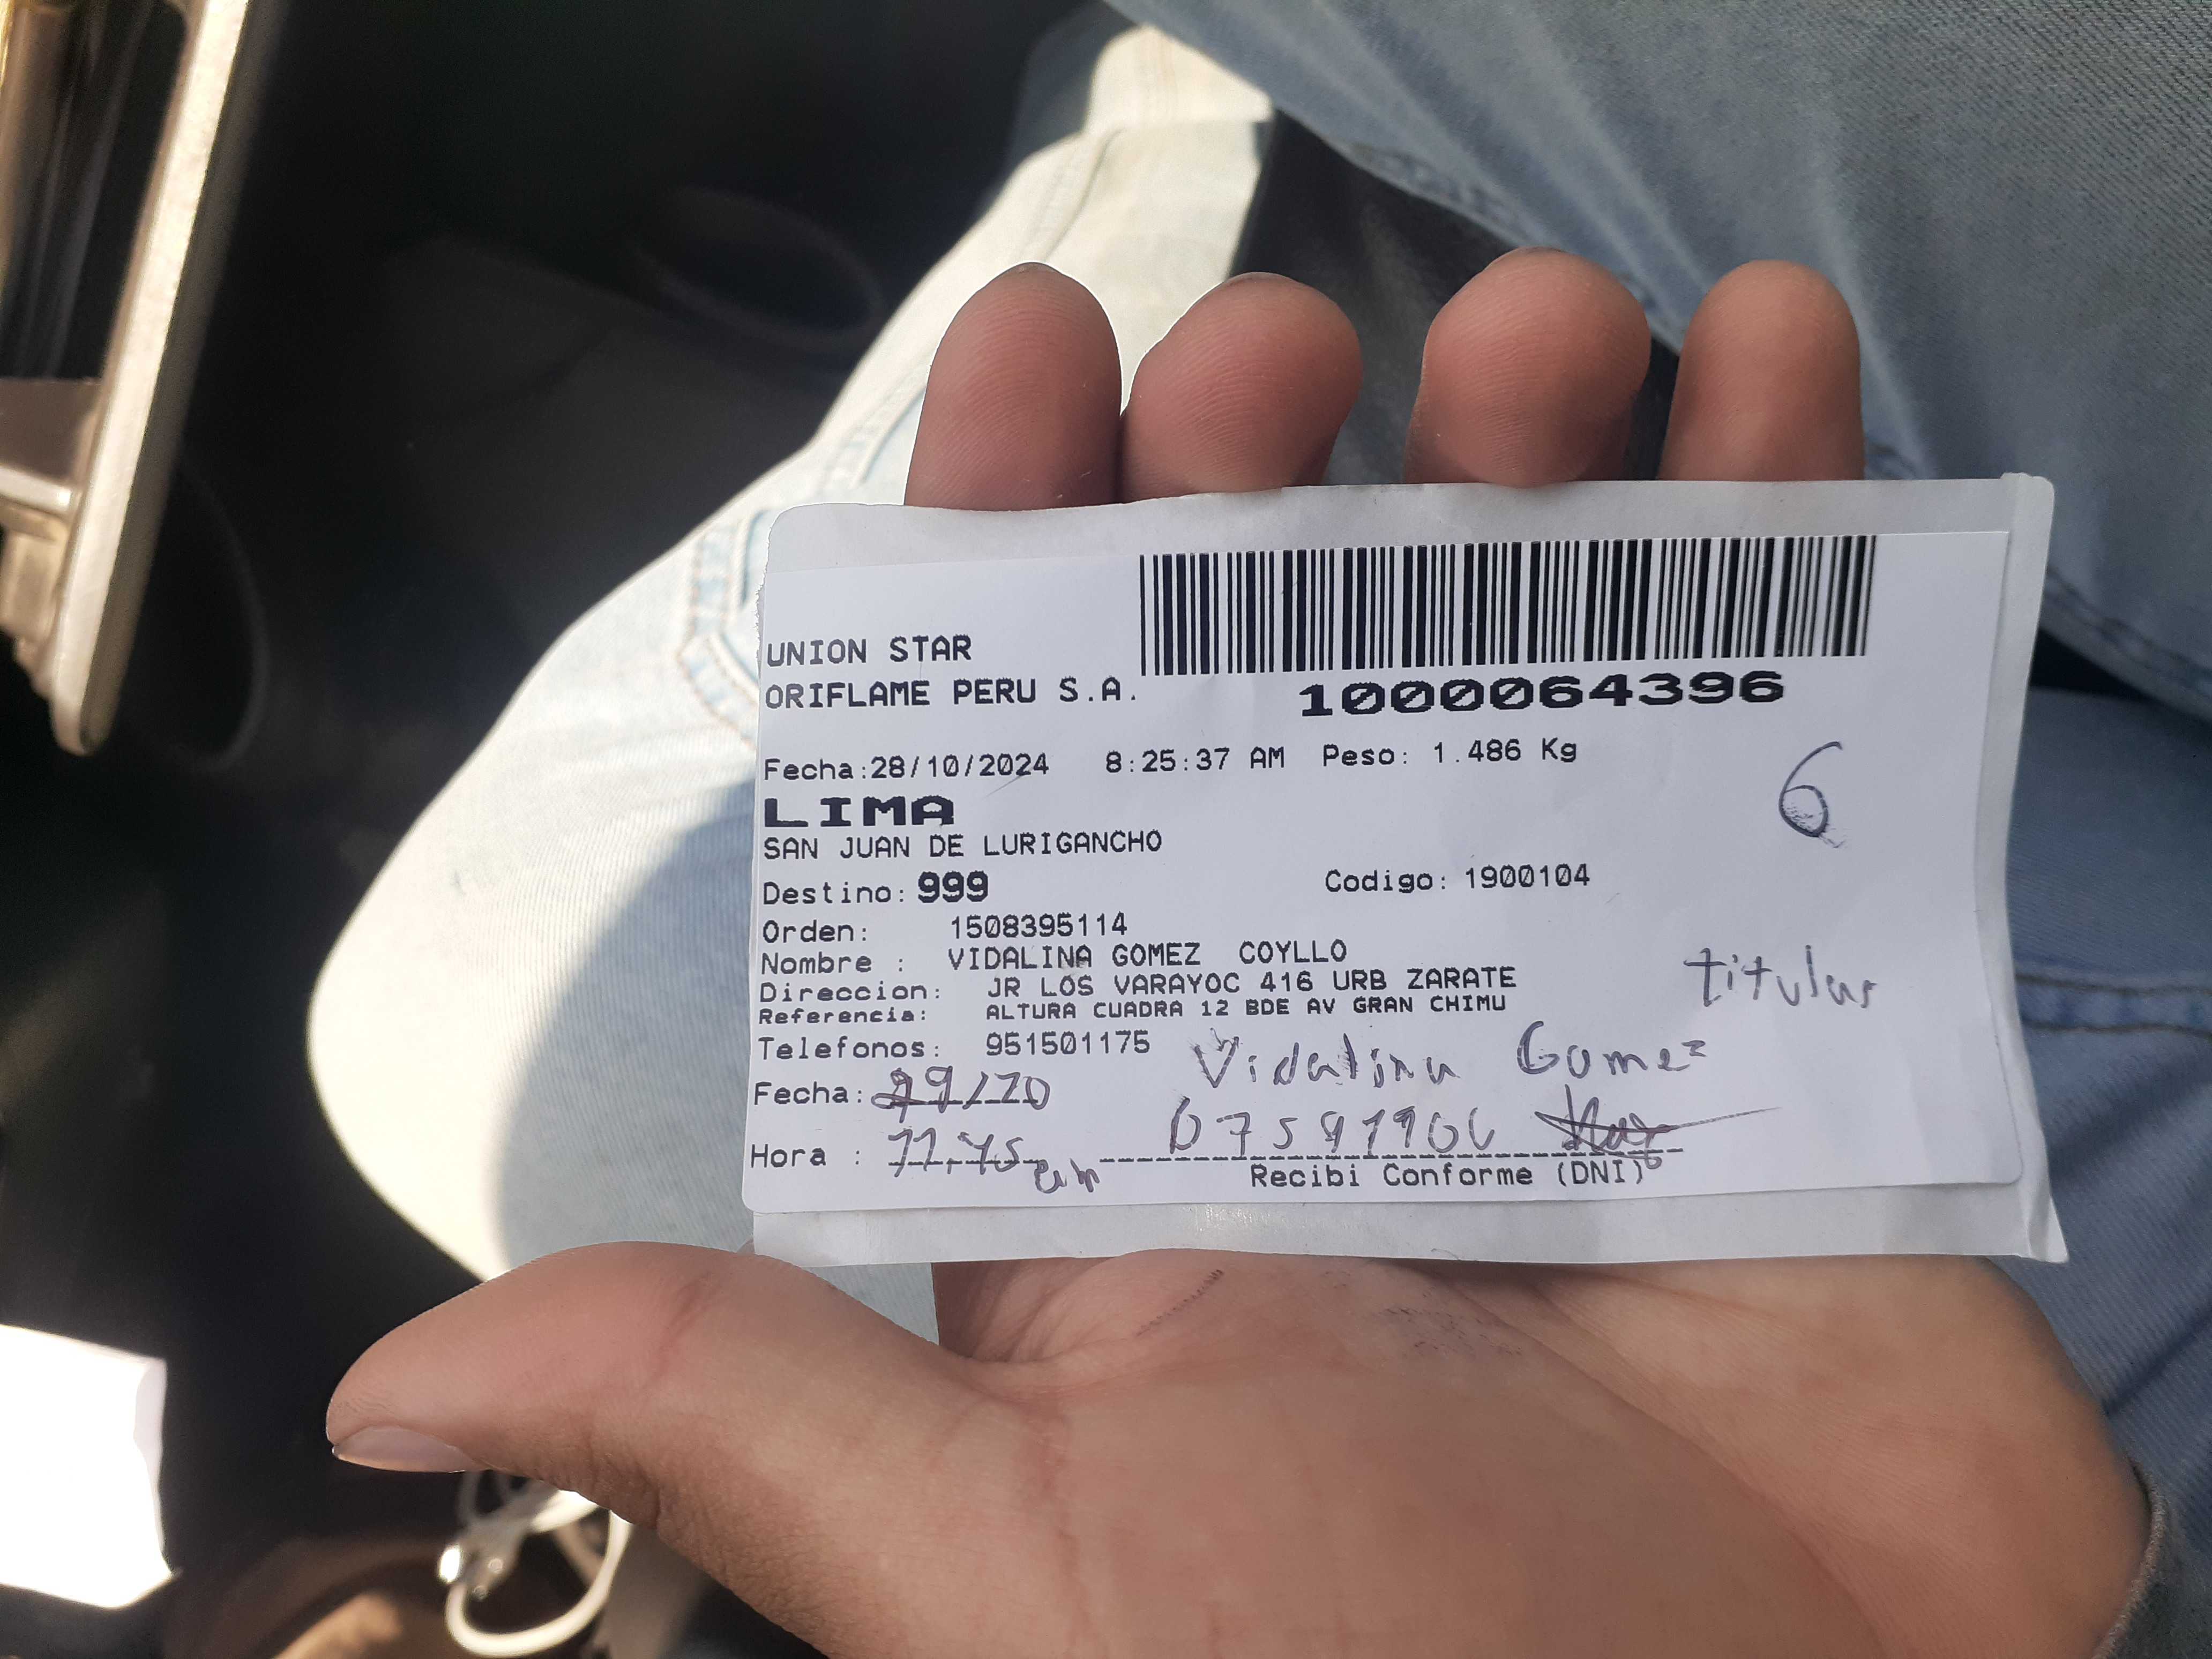 UNION STAR
ORIFLAME PERU S.A.
1000064396
Fecha:28/10/2024 8:25:37 AM Peso: 1.486 Kg
6
LIMA
SAN JUAN DE LURIGANCHO
Destino: 999 Codigo: 1900104
Orden: 1508395114
Nombre : VIDALINA GOMEZ COYLLO
titular
Direccion: JR LOS VARAYOC 416 URB ZARATE
Referencia: ALTURA CUADRA 12 BDE AV GRAN CHIMU
Telefonos: 951501175
Vidalina Gomez
Fecha:
Hora :
Recibi Conforme (DNI)